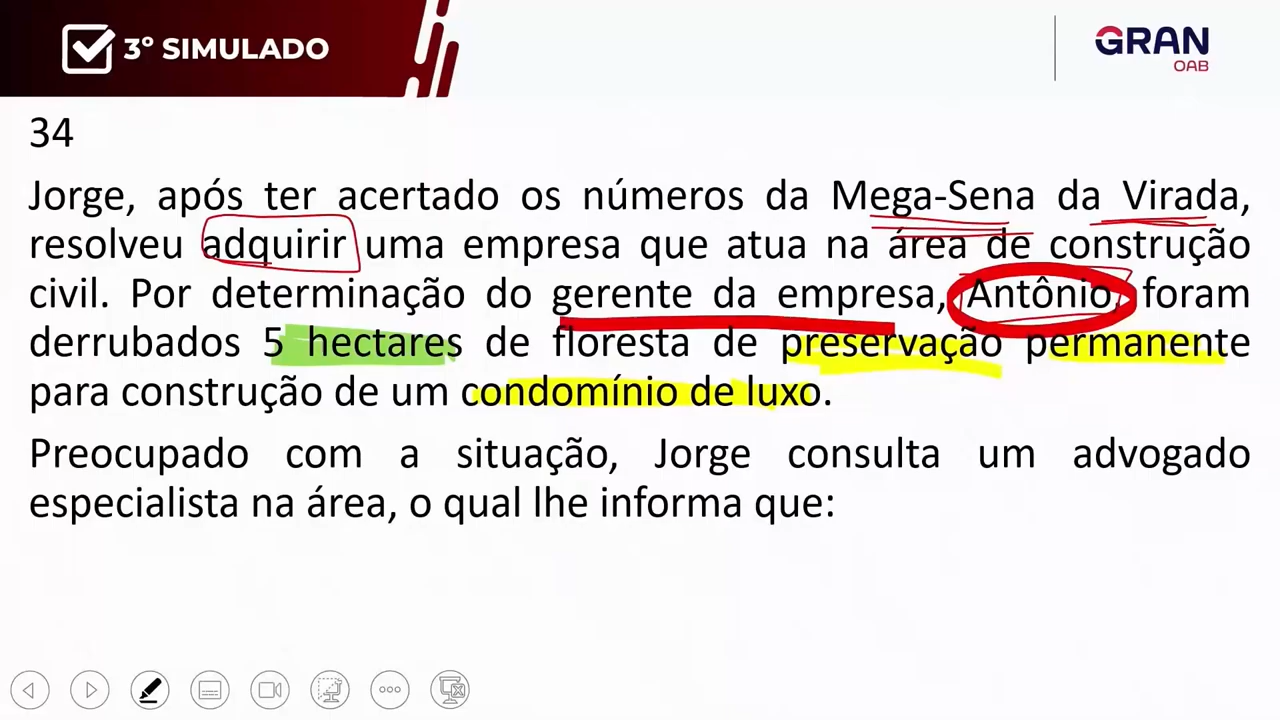 3º SIMULADO
GRAN
OAB
34
Jorge, após ter acertado os números da Mega-Sena da Virada,
resolveu adquirir uma empresa que atua na área de construção
civil. Por determinação do gerente da empresa, Antônio, foram
derrubados 5 hectares de floresta de preservação permanente
para construção de um condomínio de luxo.
Preocupado com a situação, Jorge consulta um advogado
especialista na área, o qual lhe informa que: